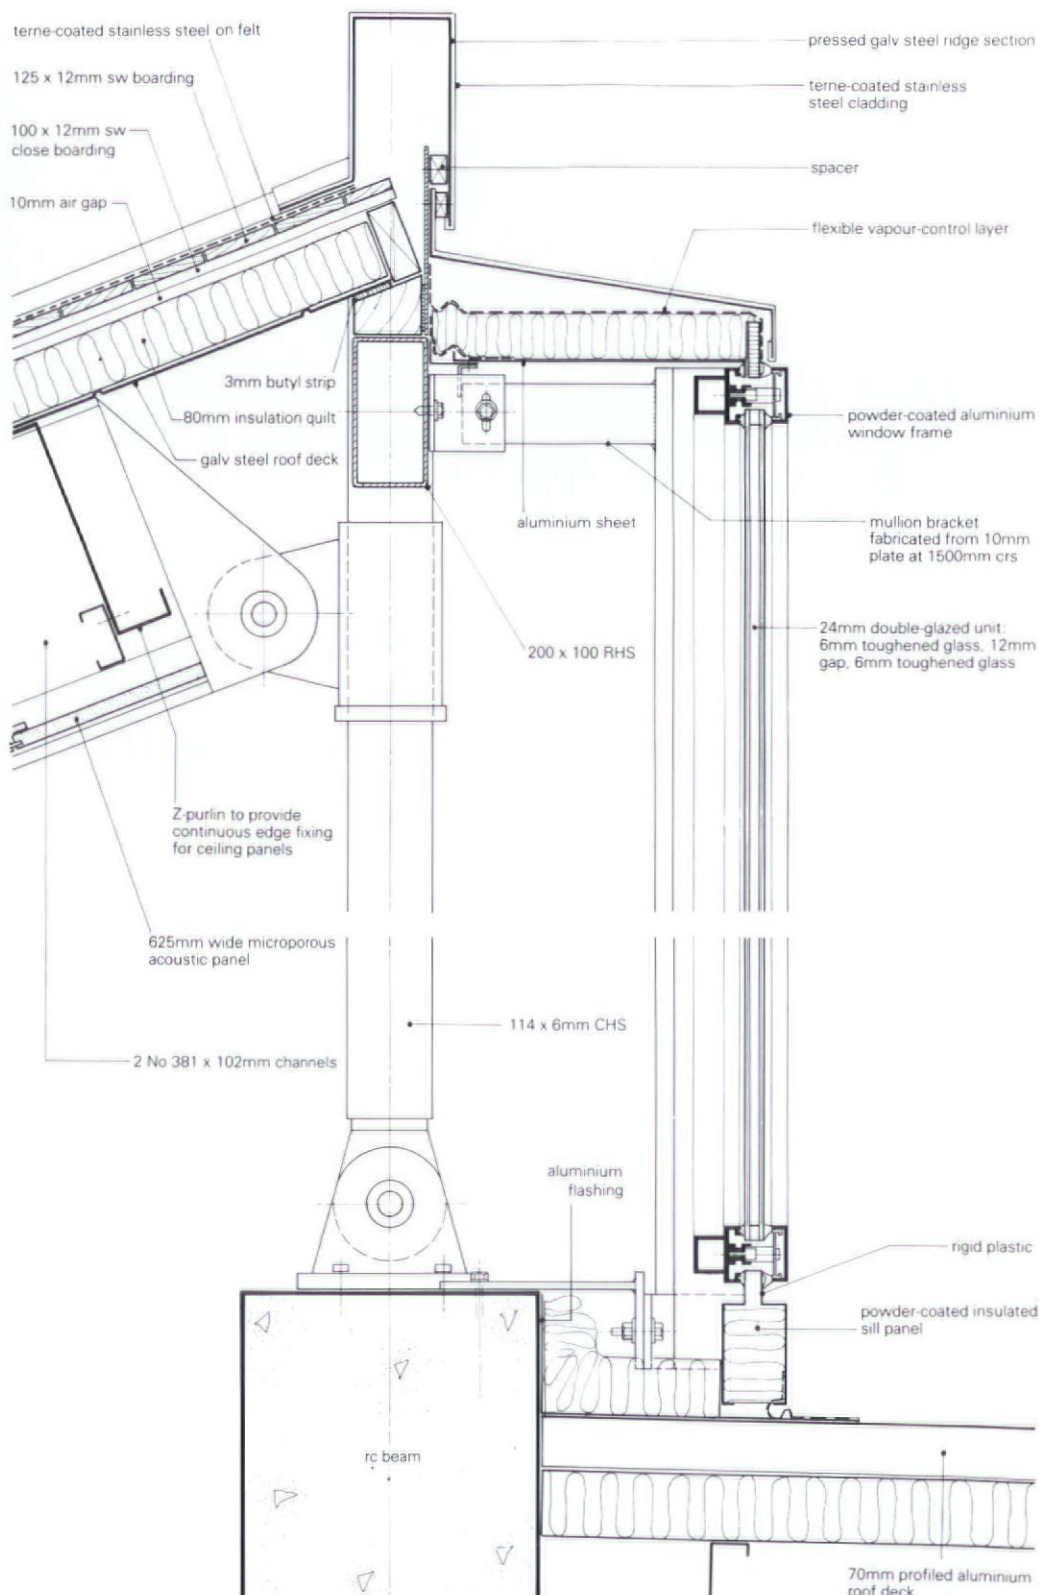 terne-coated stainless steel on felt
125 x 12mm sw boarding
100 x 12mm sw
close boarding
10mm air gap
pressed galv steel ridge section
terne-coated stainless
steel cladding
spacer
flexible vapour-control layer
3mm butyl strip
80mm insulation quilt
galv steel roof deck
powder-coated aluminium
window frame
aluminium sheet
mullion bracket
fabricated from 10mm
plate at 1500mm crs
200 x 100 RHS
24mm double-glazed unit:
6mm toughened glass, 12mm
gap, 6mm toughened glass
Z-purlin to provide
continuous edge fixing
for ceiling panels
625mm wide microporous
acoustic panel
114 x 6mm CHS
2 No 381 x 102mm channels
aluminium
flashing
rigid plastic
powder-coated insulated
sill panel
rc beam
70mm profiled aluminium
roof deck